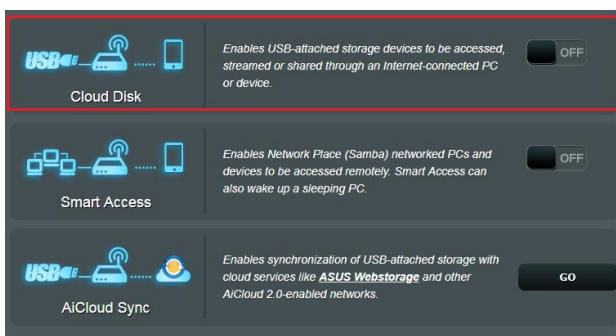 USB
Cloud Disk
Enables USB-attached storage devices to be accessed,
streamed or shared through an Internet-connected PC
or device.
OFF
Smart Access
Enables Network Place (Samba) networked PCs and
devices to be accessed remotely. Smart Access can
also wake up a sleeping PC.
OFF
USB
AiCloud Sync
Enables synchronization of USB-attached storage with
cloud services like ASUS Webstorage and other
AiCloud 2.0-enabled networks.
GO